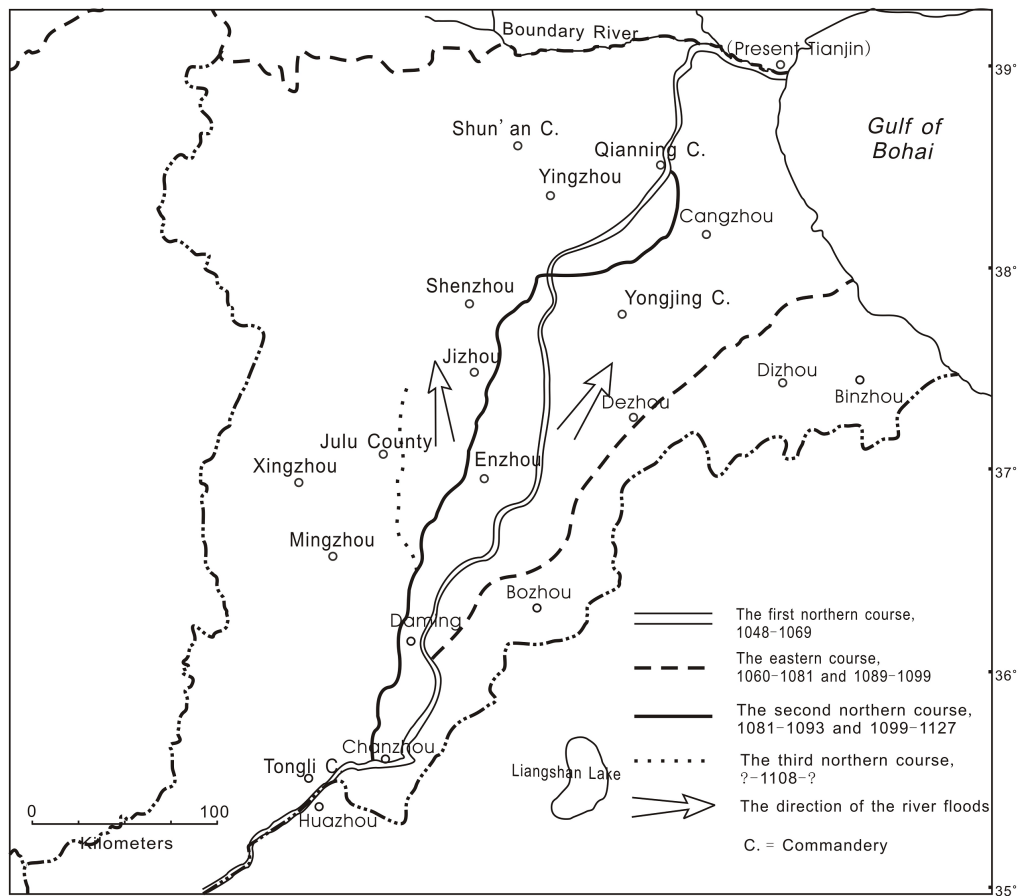 Boundary River
(Present Tianjin)
39°
Shun' an C.
Gulf of
Bohai
Qianning C.
Yingzhou
Cangzhou
38°
Shenzhou
Yongjing C.
Jizhou
Dizhou
Binzhou
Dezhou
Julu County
37°
Xingzhou
Enzhou
Mingzhou
Bozhou
Daming
The first northern course,
1048-1069
The eastern course,
1060-1081 and 1089-1099
36°
The second northern course,
1081-1093 and 1099-1127
Chanzhou
Tongli C
Liangshan Lake
The third northern course,
?-1108-?
The direction of the river floods
0
100
Huazhou
Kilometers
C. = Commandery
35°